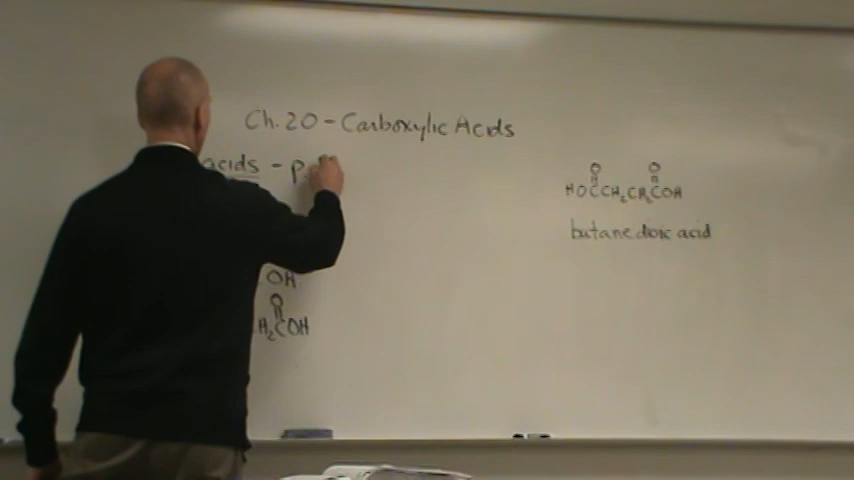 Ch. 20 - Carboxylic Acids
acids - p.
O O
HOCCH₂CH₂COH
butanedioic acid
OH
O
H₂COH